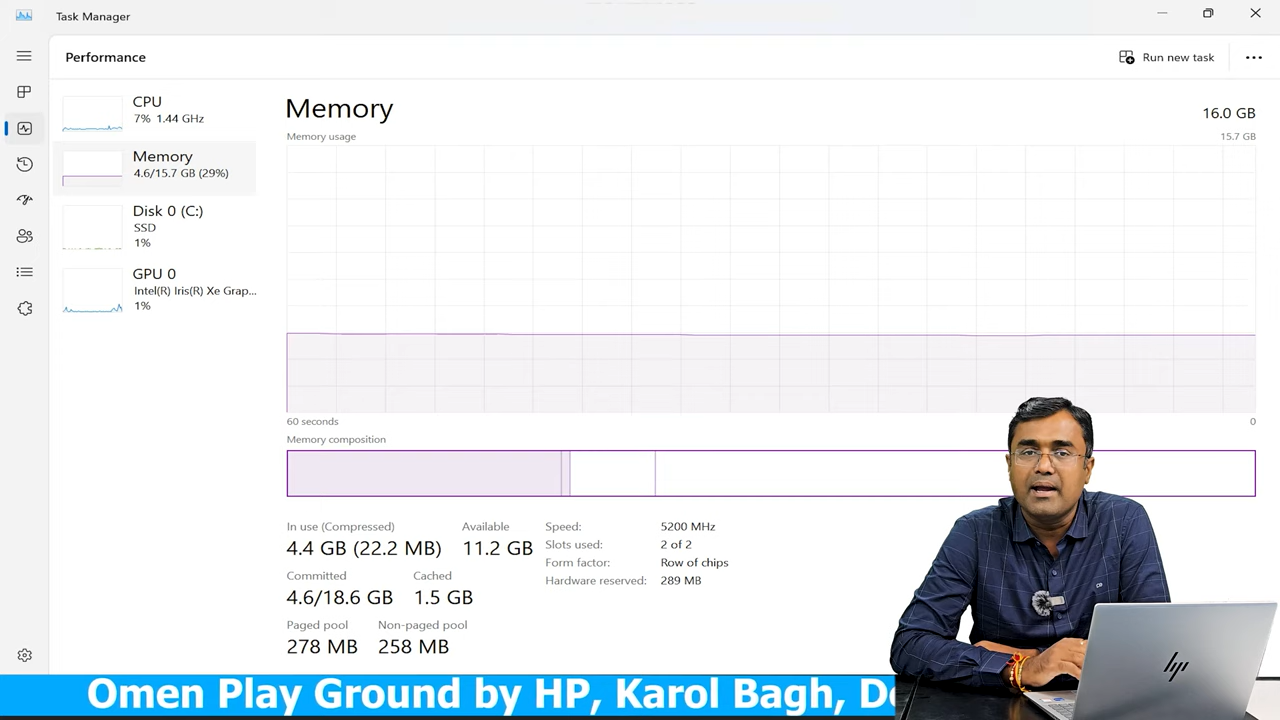 Task Manager
Performance
Run new task
CPU
7% 1.44 GHz
Memory
4.6/15.7 GB (29%)
Disk 0 (C:)
SSD
1%
GPU 0
Intel(R) Iris(R) Xe Grap...
1%
Memory
16.0 GB
Memory usage
15.7 GB
60 seconds
0
Memory composition
In use (Compressed)
4.4 GB (22.2 MB)
Available
11.2 GB
Committed
4.6/18.6 GB
Cached
1.5 GB
Paged pool
278 MB
Non-paged pool
258 MB
Speed: 5200 MHz
Slots used: 2 of 2
Form factor: Row of chips
Hardware reserved: 289 MB
hp
Omen Play Ground by HP, Karol Bagh, De